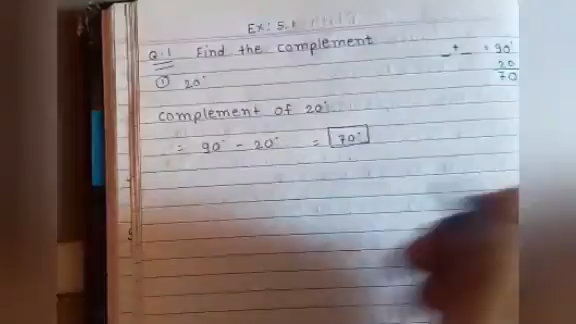 Ex: 5.1
Q.1 Find the complement
_ + _ = 90°
20
70
① 20°
Complement of 20°
= 90° - 20° = 70°